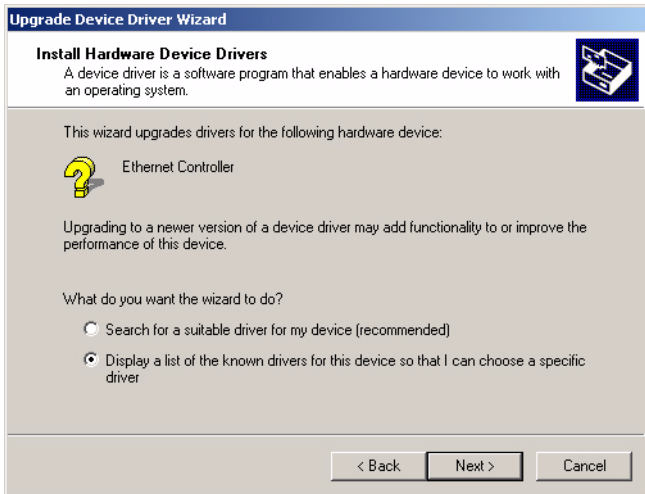 Upgrade Device Driver Wizard
Install Hardware Device Drivers
A device driver is a software program that enables a hardware device to work with
an operating system.
This wizard upgrades drivers for the following hardware device:
Ethernet Controller
Upgrading to a newer version of a device driver may add functionality to or improve the
performance of this device.
What do you want the wizard to do?
Search for a suitable driver for my device (recommended)
Display a list of the known drivers for this device so that I can choose a specific
driver
< Back Next > Cancel